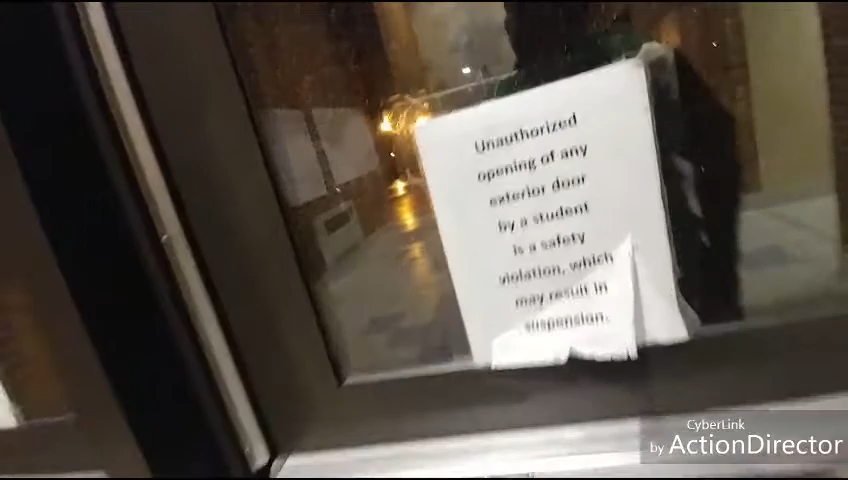 Unauthorized
opening of any
exterior door
by a student
is a safety
violation, which
may result in
suspension.
CyberLink
by ActionDirector